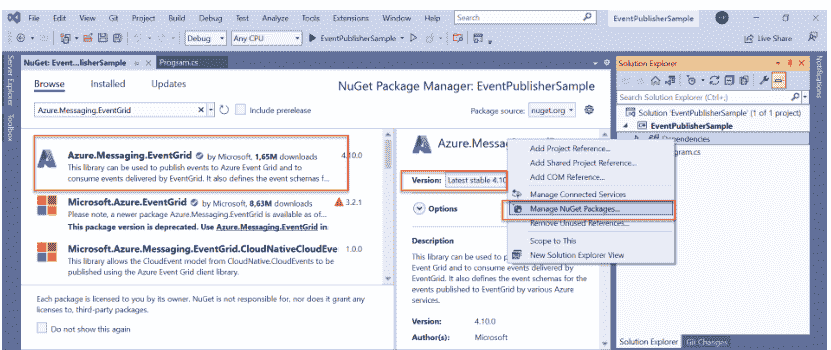 File Edit View Git Project Build Debug Test Analyze Tools Extensions Window Help Search EventPublisherSample
Debug Any CPU EventPublisherSample Live Share
Server Explorer
Toolbox
NuGet: Event...lisherSample Program.cs
Browse Installed Updates
NuGet Package Manager: EventPublisherSample
Azure.Messaging.EventGrid
Include prerelease
Package source: nuget.org
Azure.Messaging.EventGrid by Microsoft, 1,65M downloads 4.10.0
This library can be used to publish events to Azure Event Grid and to
consume events delivered by EventGrid. It also defines the event schemas f...
Microsoft.Azure.EventGrid by Microsoft, 8,63M downloads 3.2.1
Please note, a newer package Azure.Messaging.EventGrid is available as of...
This package version is deprecated. Use Azure.Messaging.EventGrid in
Microsoft.Azure.Messaging.EventGrid.CloudNativeCloudEve 1.0.0
This library allows the CloudEvent model from CloudNative.CloudEvents to be
published using the Azure Event Grid client library.
Each package is licensed to you by its owner. NuGet is not responsible, nor does it grant any
licenses to, third-party packages.
Do not show this again
Azure.Messa
Version: Latest stable 4.10
Options
Description
This library can be used to p
Event Grid and to consume events delivered by
EventGrid. It also defines the event schemas for the
events published to EventGrid by various Azure
services.
Version: 4.10.0
Author(s): Microsoft
Add Project Reference...
Add Shared Project Reference...
Add COM Reference...
Manage Connected Services
Manage NuGet Packages...
Remove Unused References...
Scope to This
New Solution Explorer View
Solution Explorer
Search Solution Explorer (Ctrl+;)
Solution 'EventPublisherSample' (1 of 1 project)
EventPublisherSample
Dependencies
gram.cs
Solution Explorer Git Changes
Notifications